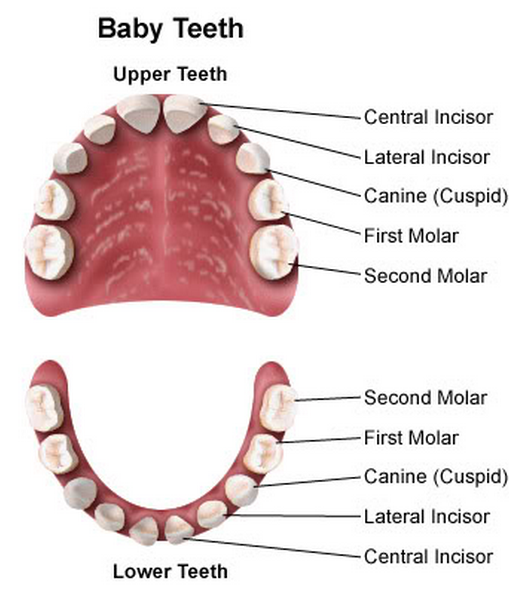 Baby Teeth
Upper Teeth
Central Incisor
Lateral Incisor
Canine (Cuspid)
First Molar
Second Molar
Second Molar
First Molar
Canine (Cuspid)
Lateral Incisor
Central Incisor
Lower Teeth